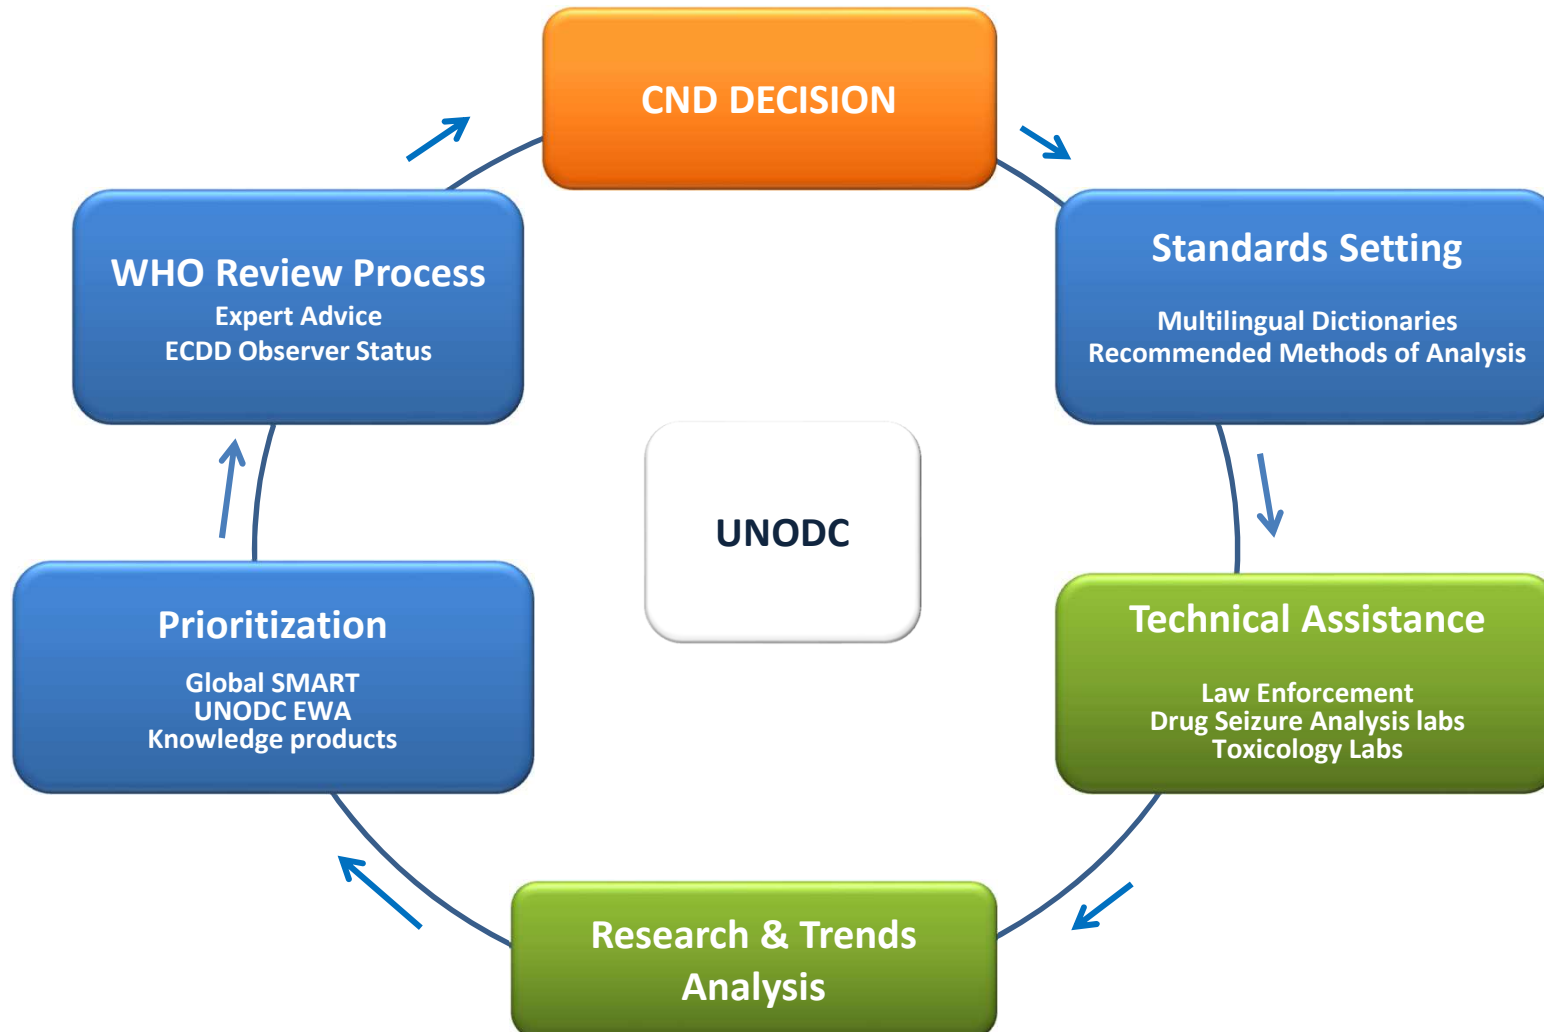 CND DECISION
WHO Review Process
Expert Advice
ECDD Observer Status
Standards Setting
Multilingual Dictionaries
Recommended Methods of Analysis
UNODC
Prioritization
Global SMART
UNODC EWA
Knowledge products
Technical Assistance
Law Enforcement
Drug Seizure Analysis labs
Toxicology Labs
Research & Trends
Analysis